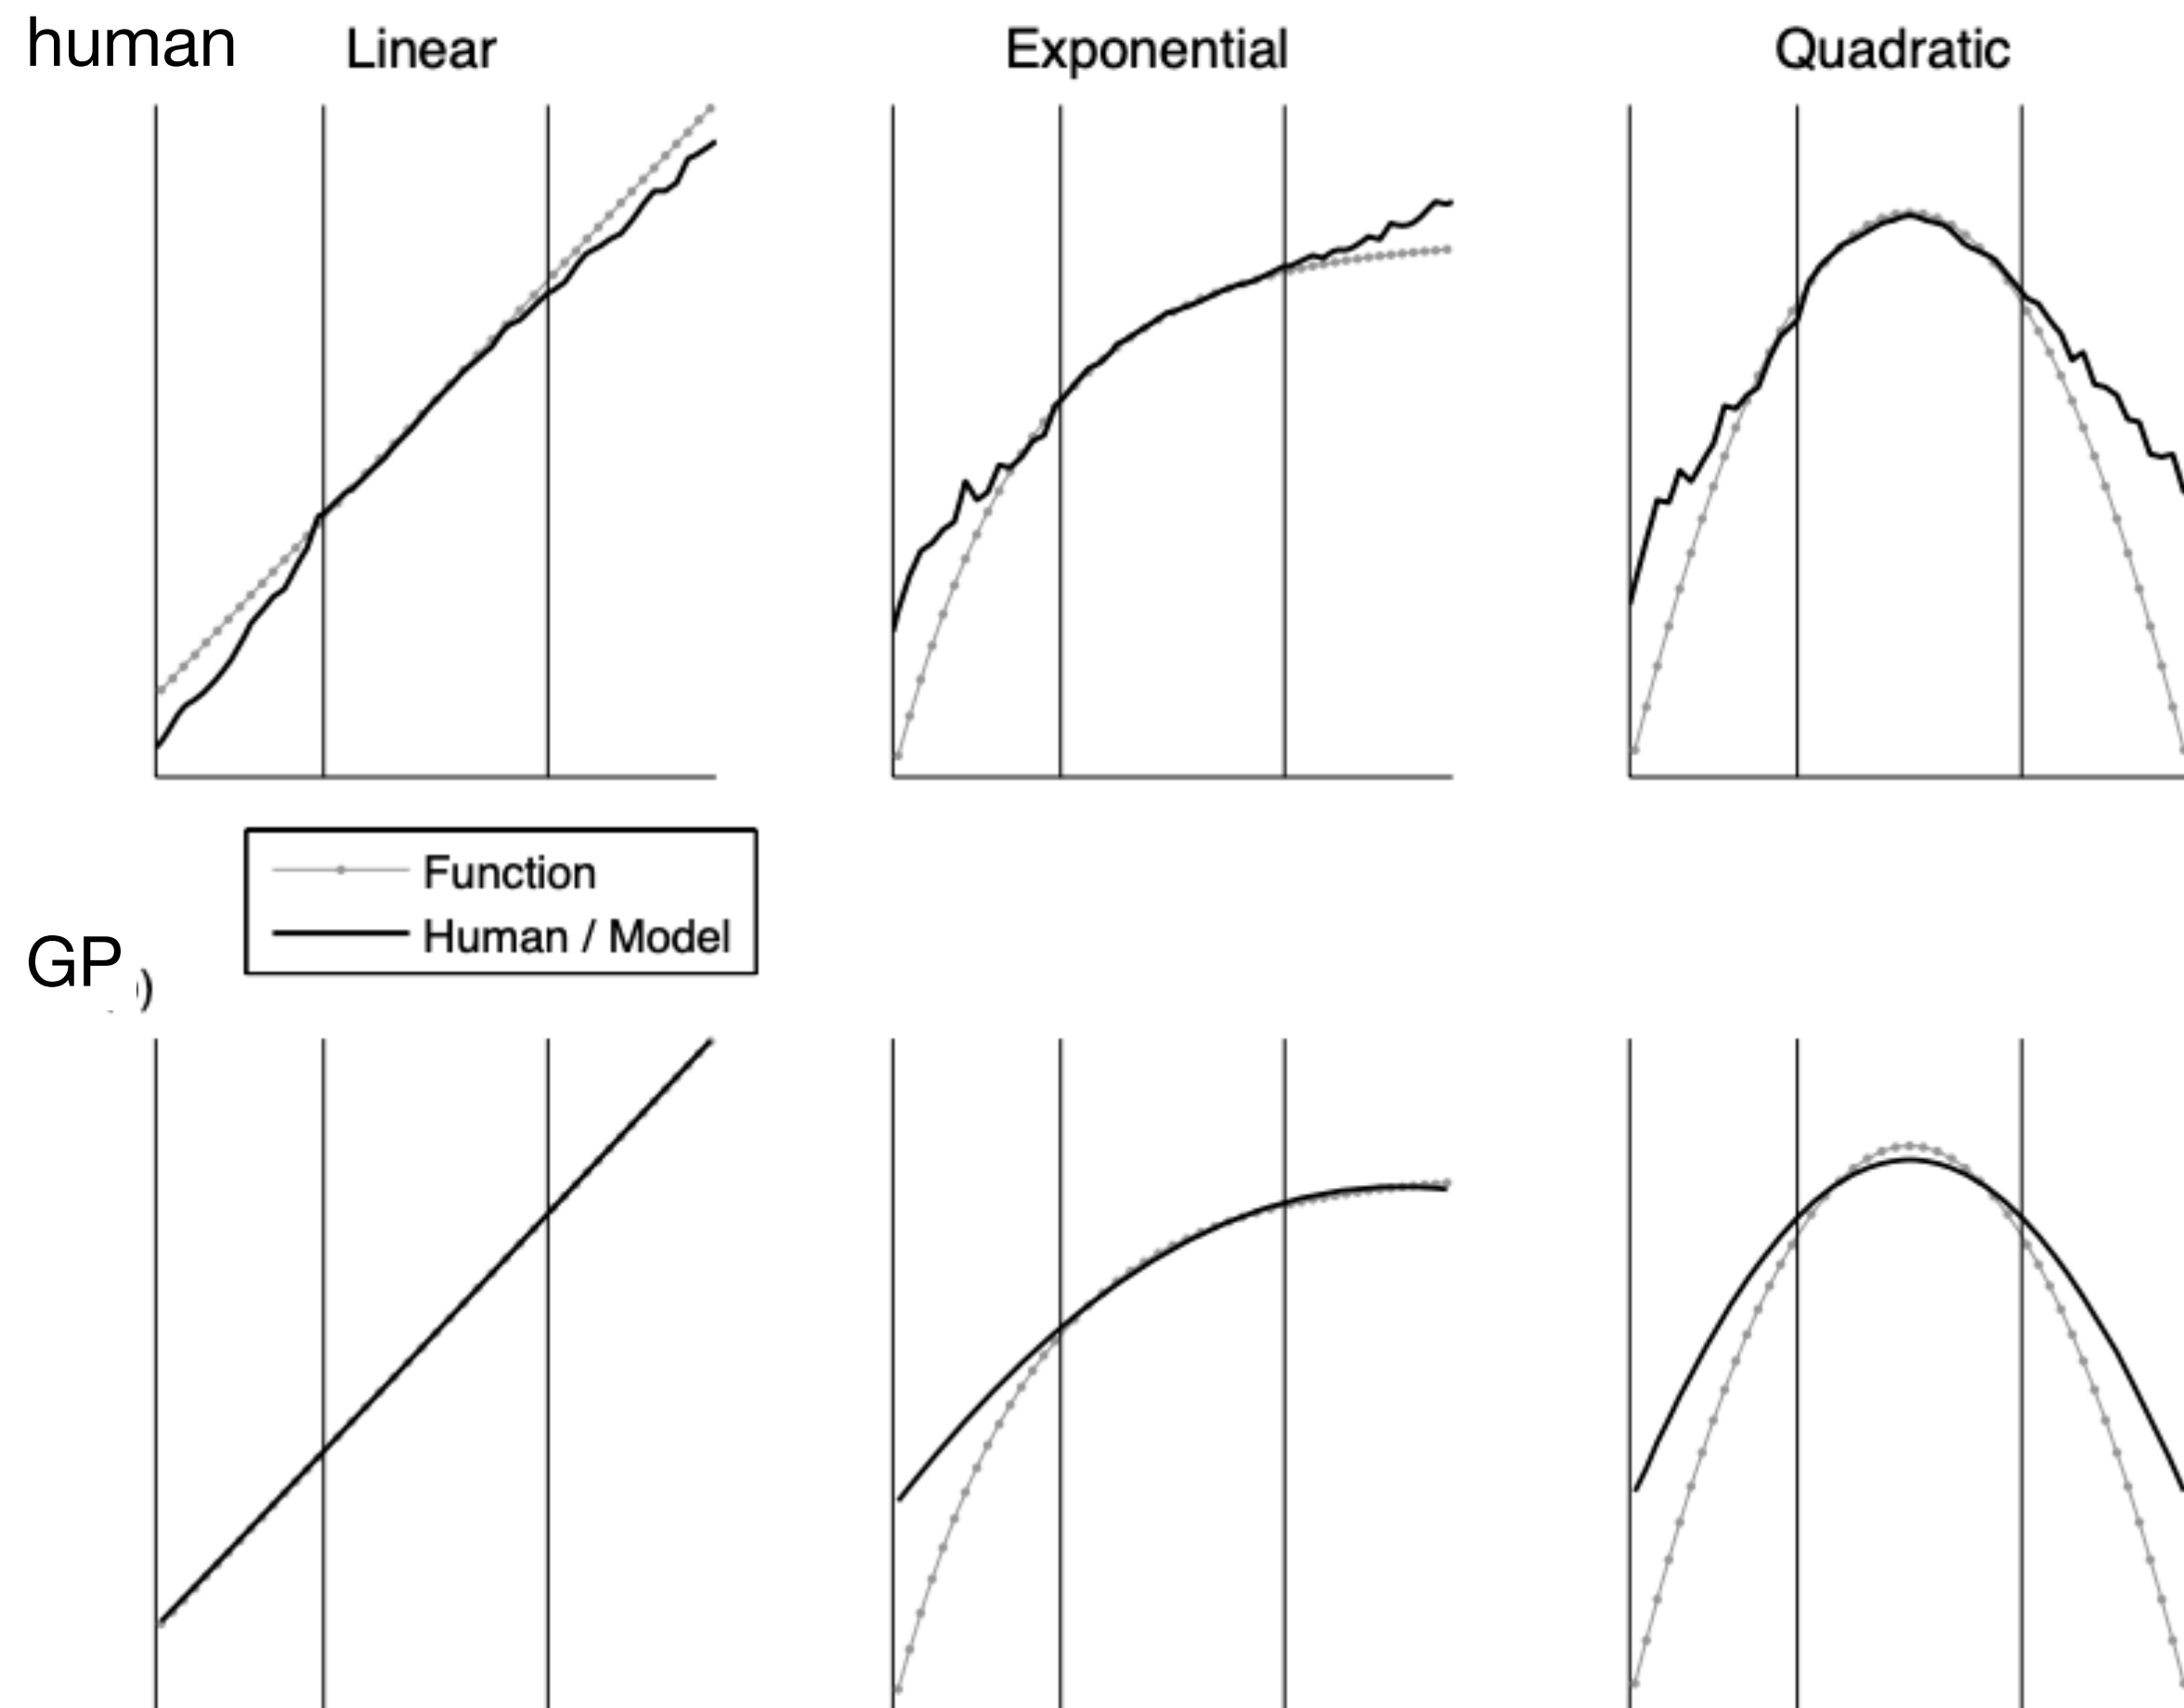 human
Linear
Exponential
Quadratic
Function
Human / Model
GP
)